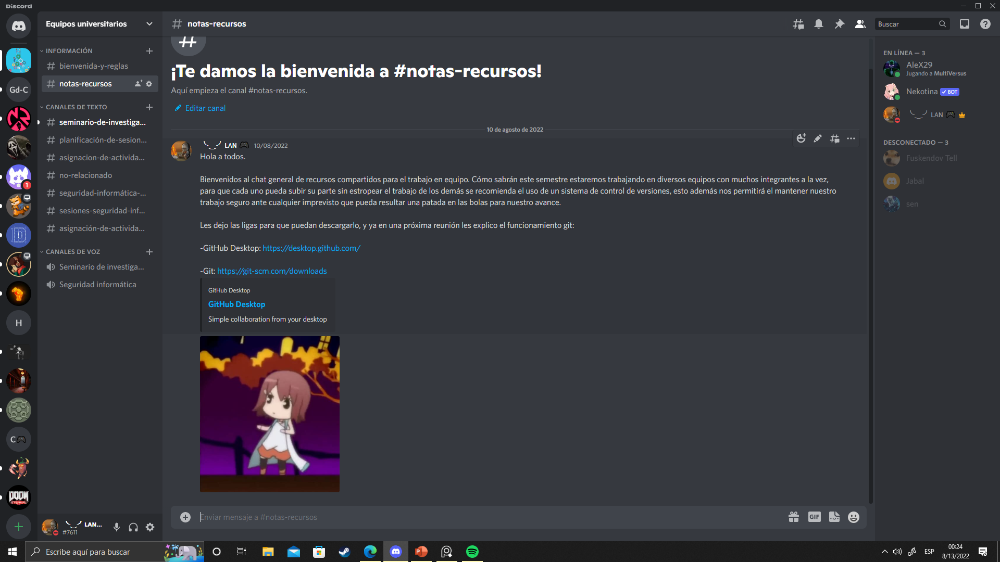 Discord
Equipos universitarios
INFORMACIÓN
bienvenida-y-reglas
notas-recursos
CANALES DE TEXTO
seminario-de-investiga...
planificación-de-sesion...
asignacion-de-activida...
no-relacionado
seguridad-informática-...
sesiones-seguridad-inf...
asignación-de-activida...
CANALES DE VOZ
Seminario de investiga...
Seguridad informática
Gd-C
1
D
H
C
DOOM
ETERNAL
LAN...
#7611
notas-recursos
Buscar
¡Te damos la bienvenida a #notas-recursos!
Aquí empieza el canal #notas-recursos.
Editar canal
10 de agosto de 2022
LAN 10/08/2022
Hola a todos.
Bienvenidos al chat general de recursos compartidos para el trabajo en equipo. Cómo sabrán este semestre estaremos trabajando en diversos equipos con muchos integrantes a la vez,
para que cada uno pueda subir su parte sin estropear el trabajo de los demás se recomienda el uso de un sistema de control de versiones, esto además nos permitirá el mantener nuestro
trabajo seguro ante cualquier imprevisto que pueda resultar una patada en las bolas para nuestro avance.
Les dejo las ligas para que puedan descargarlo, y ya en una próxima reunión les explico el funcionamiento git:
-GitHub Desktop: https://desktop.github.com/
-Git: https://git-scm.com/downloads
GitHub Desktop
GitHub Desktop
Simple collaboration from your desktop
Enviar mensaje a #notas-recursos
GIF
EN LÍNEA — 3
AleX29
Jugando a MultiVersus
Nekotina BOT
LAN
DESCONECTADO — 3
Fuskendov Tell
Jabal
sen
Escribe aquí para buscar
ESP
00:24
8/13/2022